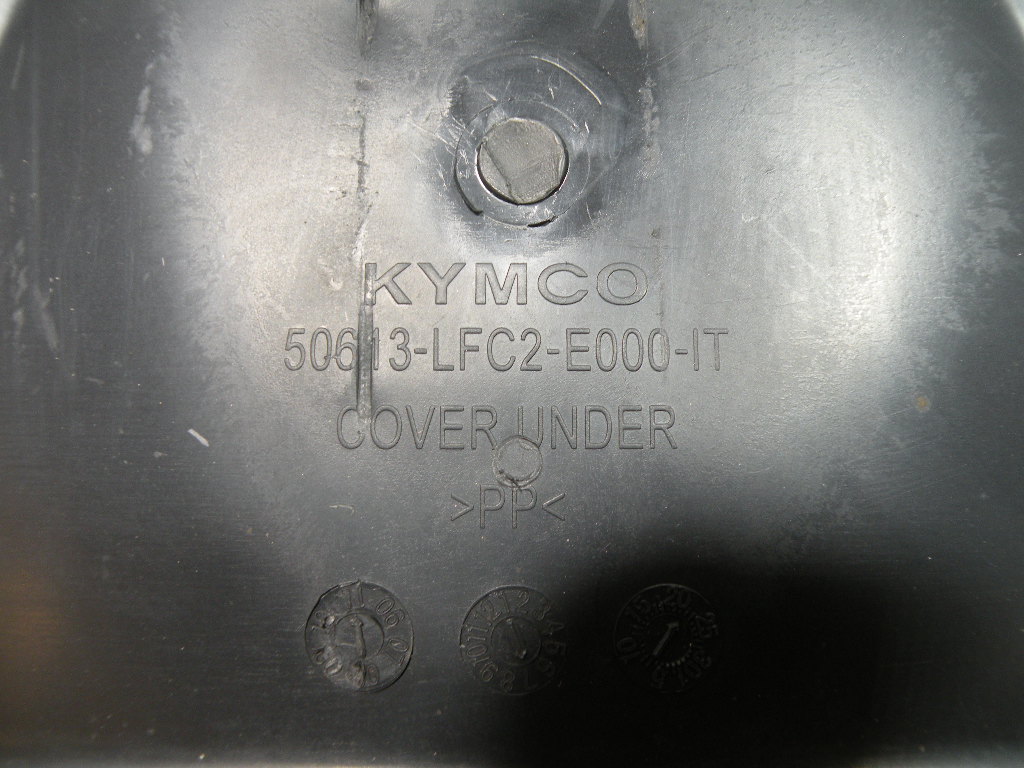 KYMCO
50613-LFC2-E000-IT
COVER UNDER
>PP<